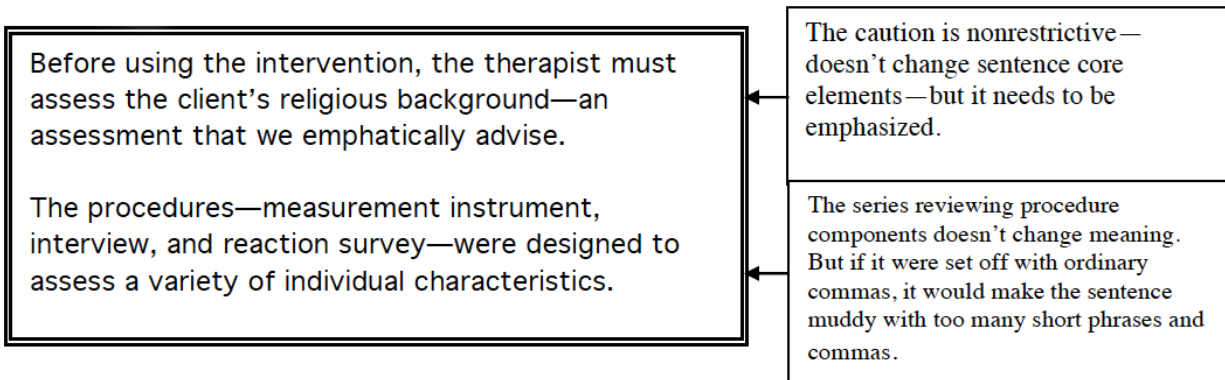 Before using the intervention, the therapist must
assess the client’s religious background—an
assessment that we emphatically advise.
The procedures—measurement instrument,
interview, and reaction survey—were designed to
assess a variety of individual characteristics.
The caution is nonrestrictive—
doesn’t change sentence core
elements—but it needs to be
emphasized.
The series reviewing procedure
components doesn’t change meaning.
But if it were set off with ordinary
commas, it would make the sentence
muddy with too many short phrases and
commas.